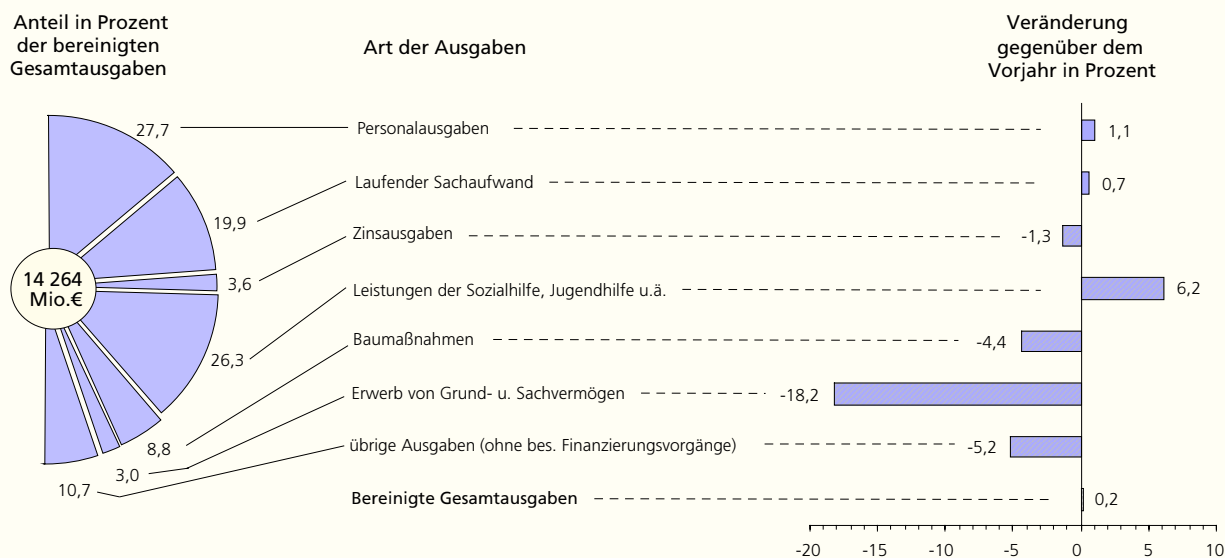 Anteil in Prozent
der bereinigten
Gesamtausgaben
Art der Ausgaben
Veränderung
gegenüber dem
Vorjahr in Prozent
27,7 Personalausgaben 1,1
19,9 Laufender Sachaufwand 0,7
3,6 Zinsausgaben -1,3
14 264
Mio.€
26,3 Leistungen der Sozialhilfe, Jugendhilfe u.ä. 6,2
8,8 Baumaßnahmen -4,4
3,0 Erwerb von Grund- u. Sachvermögen -18,2
10,7 übrige Ausgaben (ohne bes. Finanzierungsvorgänge) -5,2
Bereinigte Gesamtausgaben 0,2
-20 -15 -10 -5 0 5 10